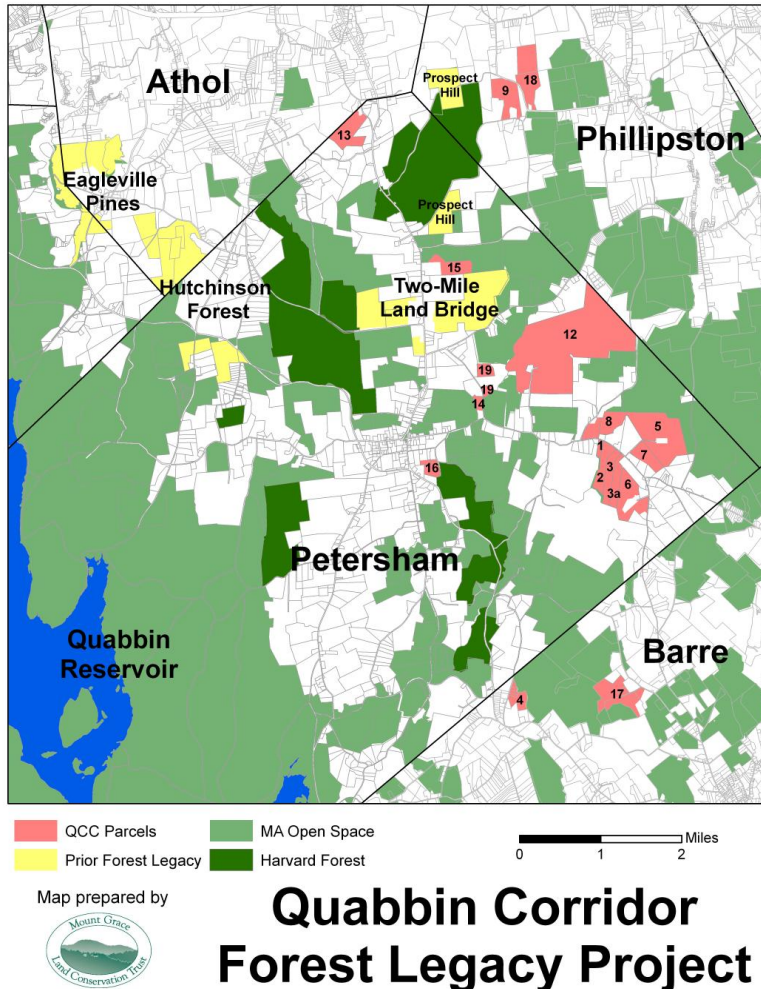 Athol
Prospect
Hill
9
18
13
Phillipston
Eagleville
Pines
Prospect
Hill
15
Hutchinson
Forest
Two-Mile
Land Bridge
12
19
19
14
8
5
1
7
3
2
6
3a
16
Petersham
Quabbin
Reservoir
Barre
4
17
QCC Parcels
MA Open Space
Prior Forest Legacy
Harvard Forest
Miles
0
1
2
Map prepared by
Mount Grace
Land Conservation Trust
Quabbin Corridor
Forest Legacy Project